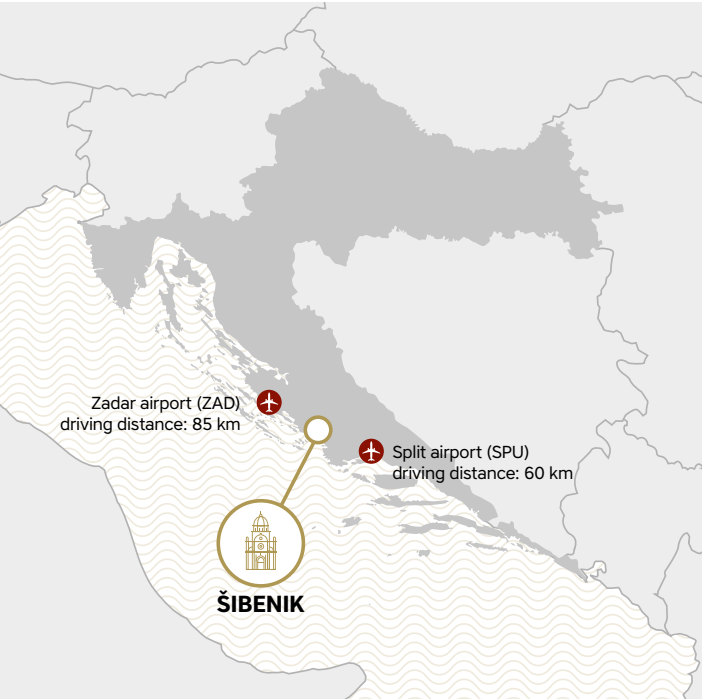 Zadar airport (ZAD)
driving distance: 85 km
Split airport (SPU)
driving distance: 60 km
ŠIBENIK